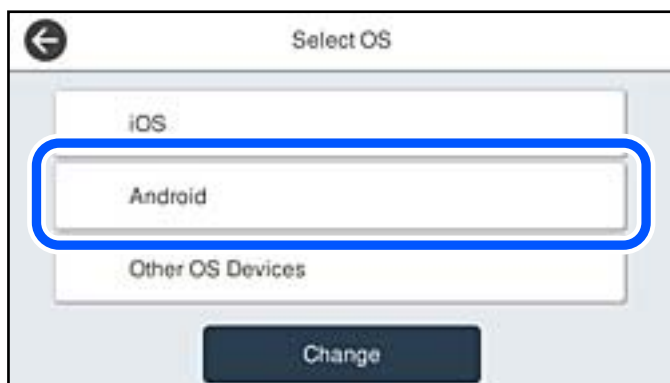 Select OS
iOS
Android
Other OS Devices
Change